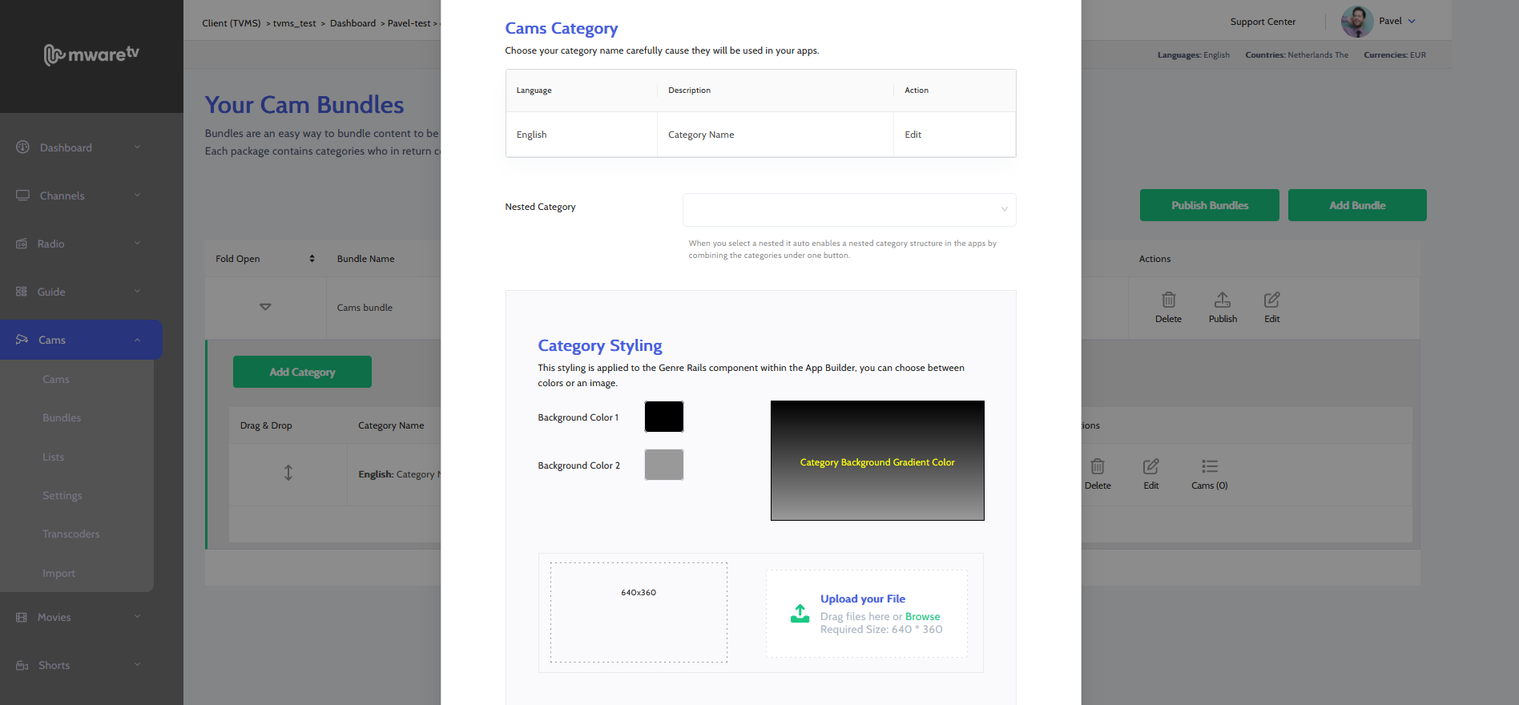 mwaretv
Client (TVMS) > tvms_test > Dashboard > Pavel-test >
Support Center
Pavel
Languages: English Countries: Netherlands The Currencies: EUR
Dashboard
Channels
Radio
Guide
Cams
Cams
Bundles
Lists
Settings
Transcoders
Import
Movies
Shorts
Your Cam Bundles
Bundles are an easy way to bundle content to be
Each package contains categories who in return
Publish Bundles
Add Bundle
Fold Open Bundle Name
Actions
Cams bundle
Delete Publish Edit
Add Category
Drag & Drop Category Name
English: Category
Delete Edit Cams (0)
Cams Category
Choose your category name carefully cause they will be used in your apps.
Language Description Action
English Category Name Edit
Nested Category
When you select a nested it auto enables a nested category structure in the apps by
combining the categories under one button.
Category Styling
This styling is applied to the Genre Rails component within the App Builder, you can choose between
colors or an image.
Background Color 1
Background Color 2
Category Background Gradient Color
640x360
Upload your File
Drag files here or Browse
Required Size: 640 * 360